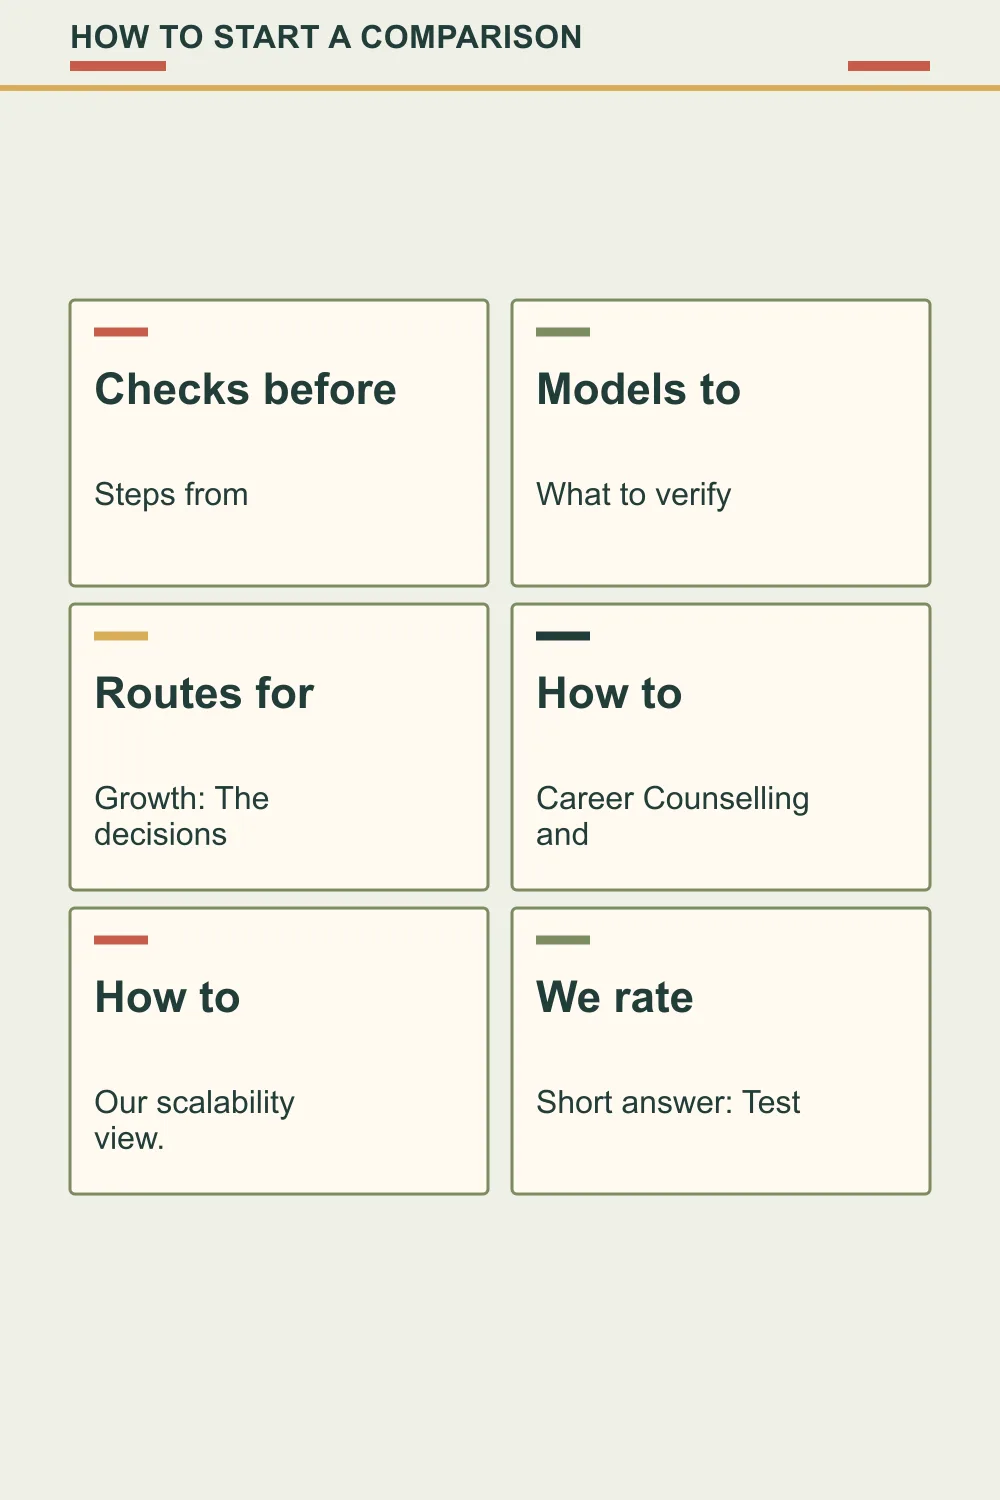 HOW TO START A COMPARISON
Checks before
Steps from
Models to
What to verify
Routes for
Growth: The
decisions
How to
Career Counselling
and
How to
Our scalability
view.
We rate
Short answer: Test